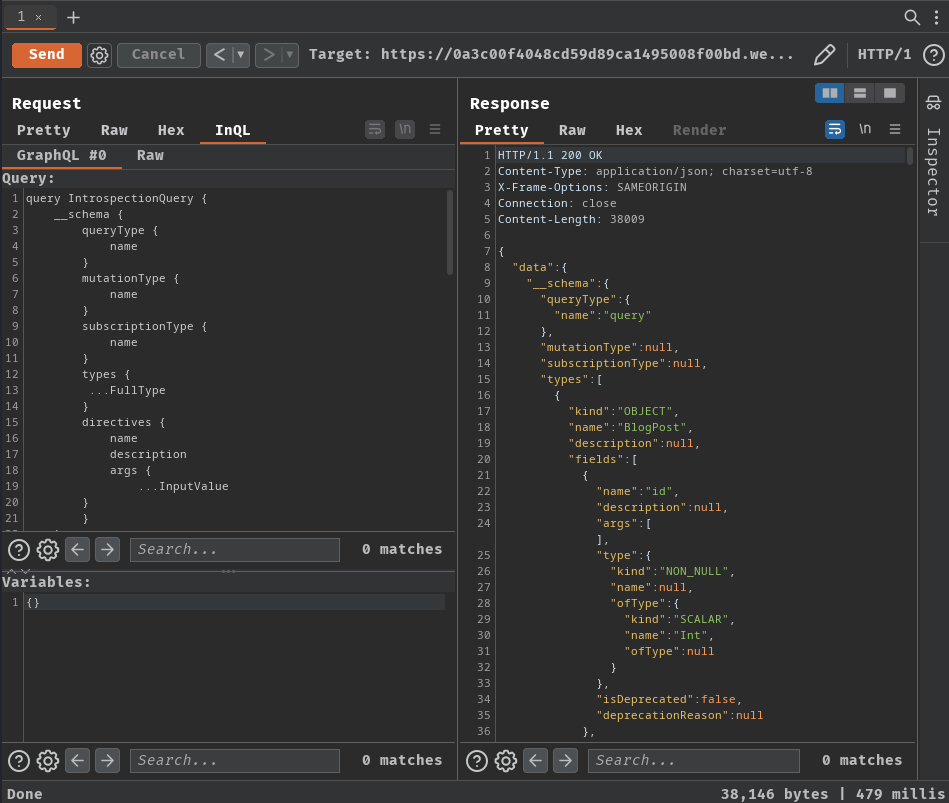 1 × +
Send Cancel < ▼ > ▼ Target: https://0a3c00f4048cd59d89ca1495008f00bd.we... HTTP/1 ?
Request
Pretty Raw Hex InQL \n
GraphQL #0 Raw
Query:
1 query IntrospectionQuery {
2 __schema {
3 queryType {
4 name
5 }
6 mutationType {
7 name
8 }
9 subscriptionType {
10 name
11 }
12 types {
13 ...FullType
14 }
15 directives {
16 name
17 description
18 args {
19 ...InputValue
20 }
21 }
? Search... 0 matches
Variables:
1 {}
? Search... 0 matches
Response
Pretty Raw Hex Render \n
1 HTTP/1.1 200 OK
2 Content-Type: application/json; charset=utf-8
3 X-Frame-Options: SAMEORIGIN
4 Connection: close
5 Content-Length: 38009
6
7 {
8 "data":{
9 "__schema":{
10 "queryType":{
11 "name":"query"
12 },
13 "mutationType":null,
14 "subscriptionType":null,
15 "types":[
16 {
17 "kind":"OBJECT",
18 "name":"BlogPost",
19 "description":null,
20 "fields":[
21 {
22 "name":"id",
23 "description":null,
24 "args":[
],
25 "type":{
26 "kind":"NON_NULL",
27 "name":null,
28 "ofType":{
29 "kind":"SCALAR",
30 "name":"Int",
31 "ofType":null
32 }
33 },
34 "isDeprecated":false,
35 "deprecationReason":null
36 },
? Search... 0 matches
Inspector
Done 38,146 bytes | 479 millis